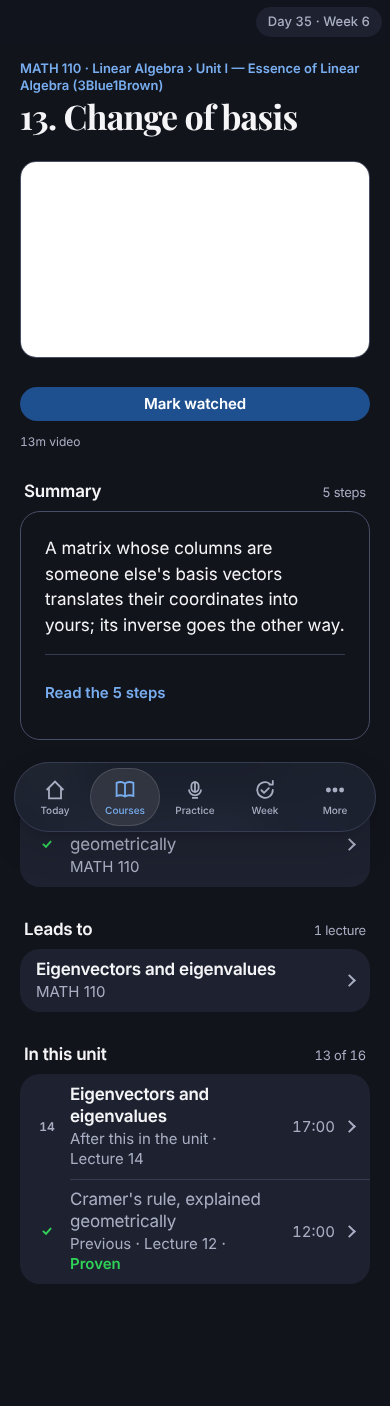 Day 35 · Week 6
MATH 110 · Linear Algebra › Unit I — Essence of Linear
Algebra (3Blue1Brown)
13. Change of basis
Mark watched
13m video
Summary
5 steps
A matrix whose columns are
someone else's basis vectors
translates their coordinates into
yours; its inverse goes the other way.
Read the 5 steps
Today
Courses
Practice
Week
More
geometrically
MATH 110
Leads to
1 lecture
Eigenvectors and eigenvalues
MATH 110
In this unit
13 of 16
14
Eigenvectors and
eigenvalues
After this in the unit ·
Lecture 14
17:00
Cramer's rule, explained
geometrically
Previous · Lecture 12 ·
Proven
12:00